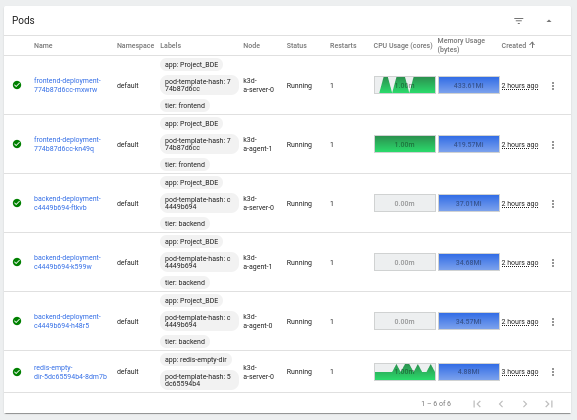 Pods
Name Namespace Labels Node Status Restarts CPU Usage (cores) Memory Usage (bytes) Created
frontend-deployment-774b87d6cc-mxwrw default app: Project_BDE pod-template-hash: 774b87d6cc tier: frontend k3d-a-server-0 Running 1 1.00m 433.61Mi 2 hours ago
frontend-deployment-774b87d6cc-kn49q default app: Project_BDE pod-template-hash: 774b87d6cc tier: frontend k3d-a-agent-1 Running 1 1.00m 419.57Mi 2 hours ago
backend-deployment-c4449b694-ftkvb default app: Project_BDE pod-template-hash: c4449b694 tier: backend k3d-a-server-0 Running 1 0.00m 37.01Mi 2 hours ago
backend-deployment-c4449b694-k599w default app: Project_BDE pod-template-hash: c4449b694 tier: backend k3d-a-agent-1 Running 1 0.00m 34.68Mi 2 hours ago
backend-deployment-c4449b694-h48r5 default app: Project_BDE pod-template-hash: c4449b694 tier: backend k3d-a-agent-0 Running 1 0.00m 34.57Mi 2 hours ago
redis-empty-dir-5dc65594b4-8dm7b default app: redis-empty-dir pod-template-hash: 5dc65594b4 k3d-a-server-0 Running 1 4.88Mi 3 hours ago
1 – 6 of 6